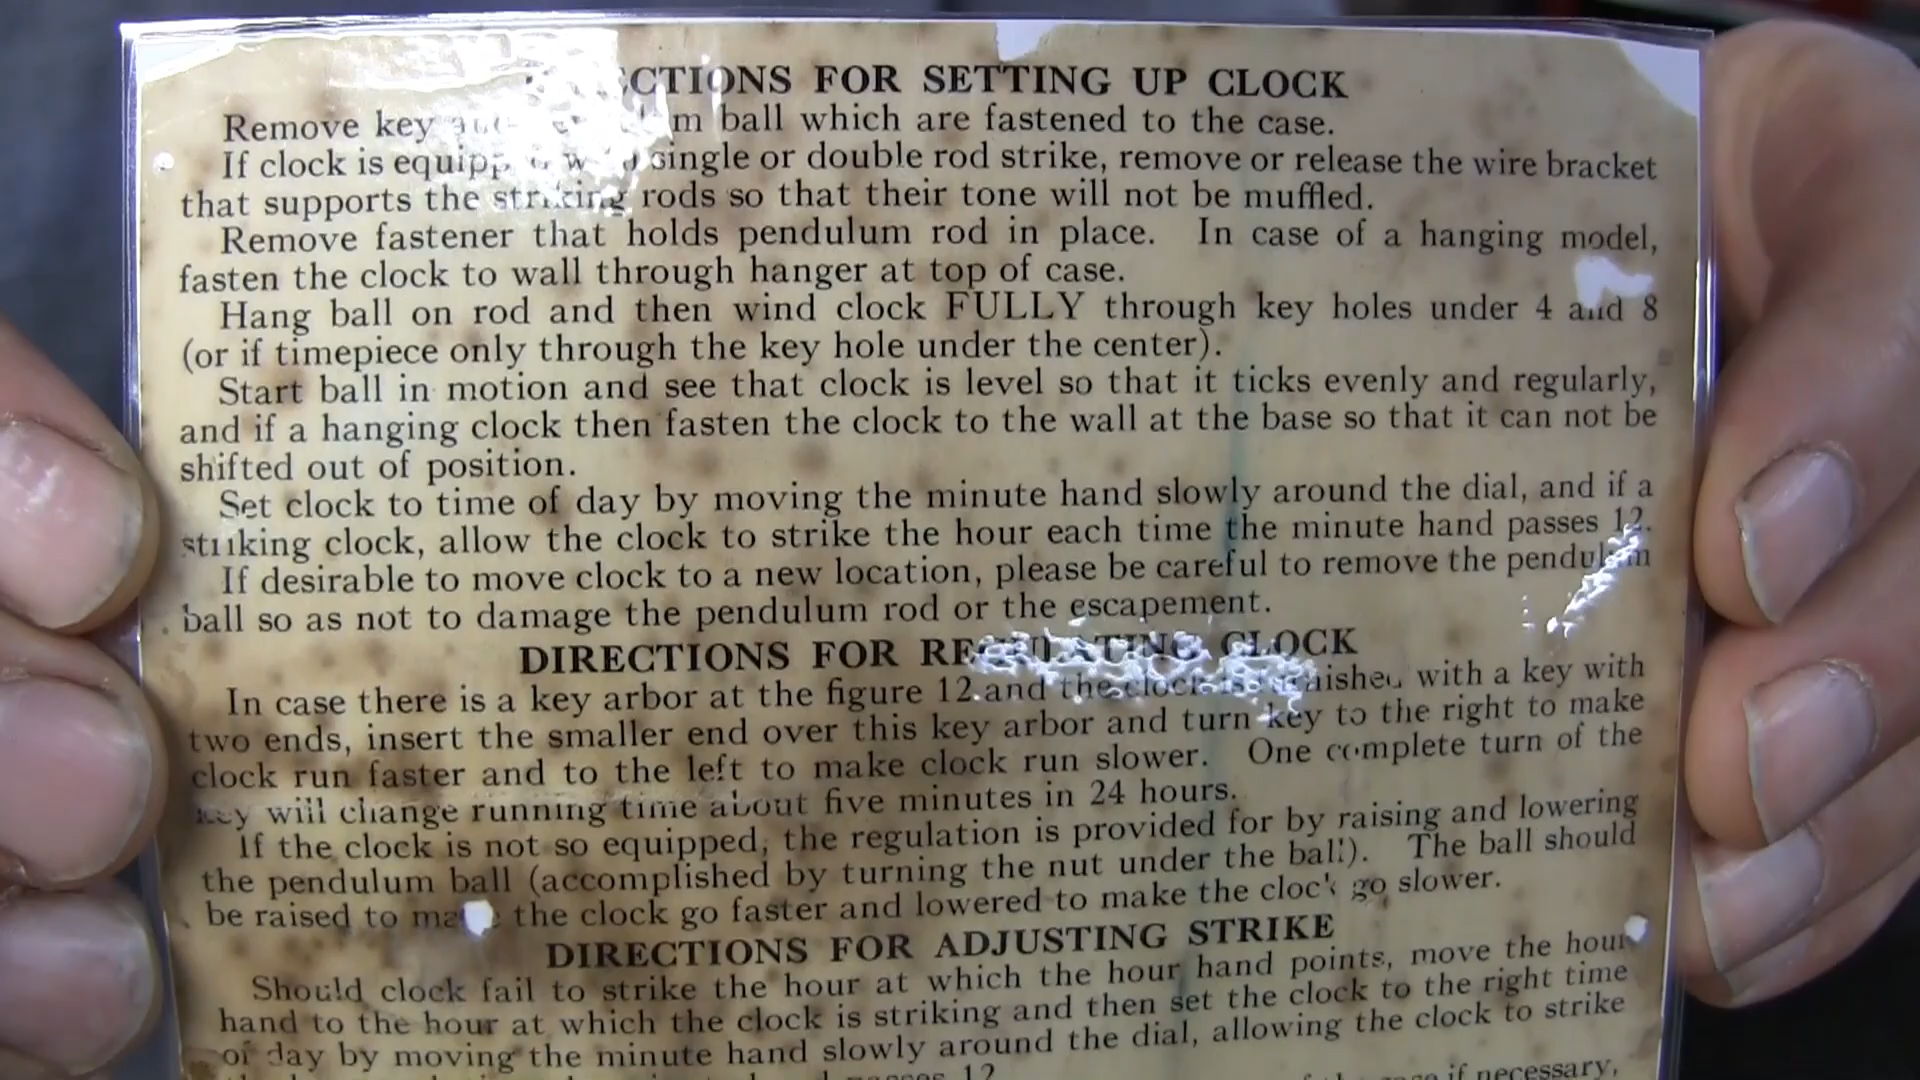 FOR SETTING UP CLOCK
Remove key ball which are fastened to the case.
If clock is single or double rod strike, remove or release the wire bracket
that supports the striking rods so that their tone will not be muffled.
Remove fastener that holds pendulum rod in place. In case of a hanging model,
fasten the clock to wall through hanger at top of case.
Hang ball on rod and then wind clock FULLY through key holes under 4 and 8
(or if timepiece only through the key hole under the center).
Start ball in motion and see that clock is level so that it ticks evenly and regularly,
and if a hanging clock then fasten the clock to the wall at the base so that it can not be
shifted out of position.
Set clock to time of day by moving the minute hand slowly around the dial, and if a
striking clock, allow the clock to strike the hour each time the minute hand passes 12.
If desirable to move clock to a new location, please be careful to remove the pendulum
ball so as not to damage the pendulum rod or the escapement.
DIRECTIONS FOR REGULATING CLOCK
In case there is a key arbor at the figure 12 and the clock is furnished with a key with
two ends, insert the smaller end over this key arbor and turn key to the right to make
clock run faster and to the left to make clock run slower. One complete turn of the
key will change running time about five minutes in 24 hours.
If the clock is not so equipped, the regulation is provided for by raising and lowering
the pendulum ball (accomplished by turning the nut under the ball). The ball should
be raised to the clock go faster and lowered to make the clock go slower.
DIRECTIONS FOR ADJUSTING STRIKE
Should clock fail to strike the hour at which the hour hand points, move the hour
hand to the hour at which the clock is striking and then set the clock to the right time
of day by moving the minute hand slowly around the dial, allowing the clock to strike
12
if necessary,